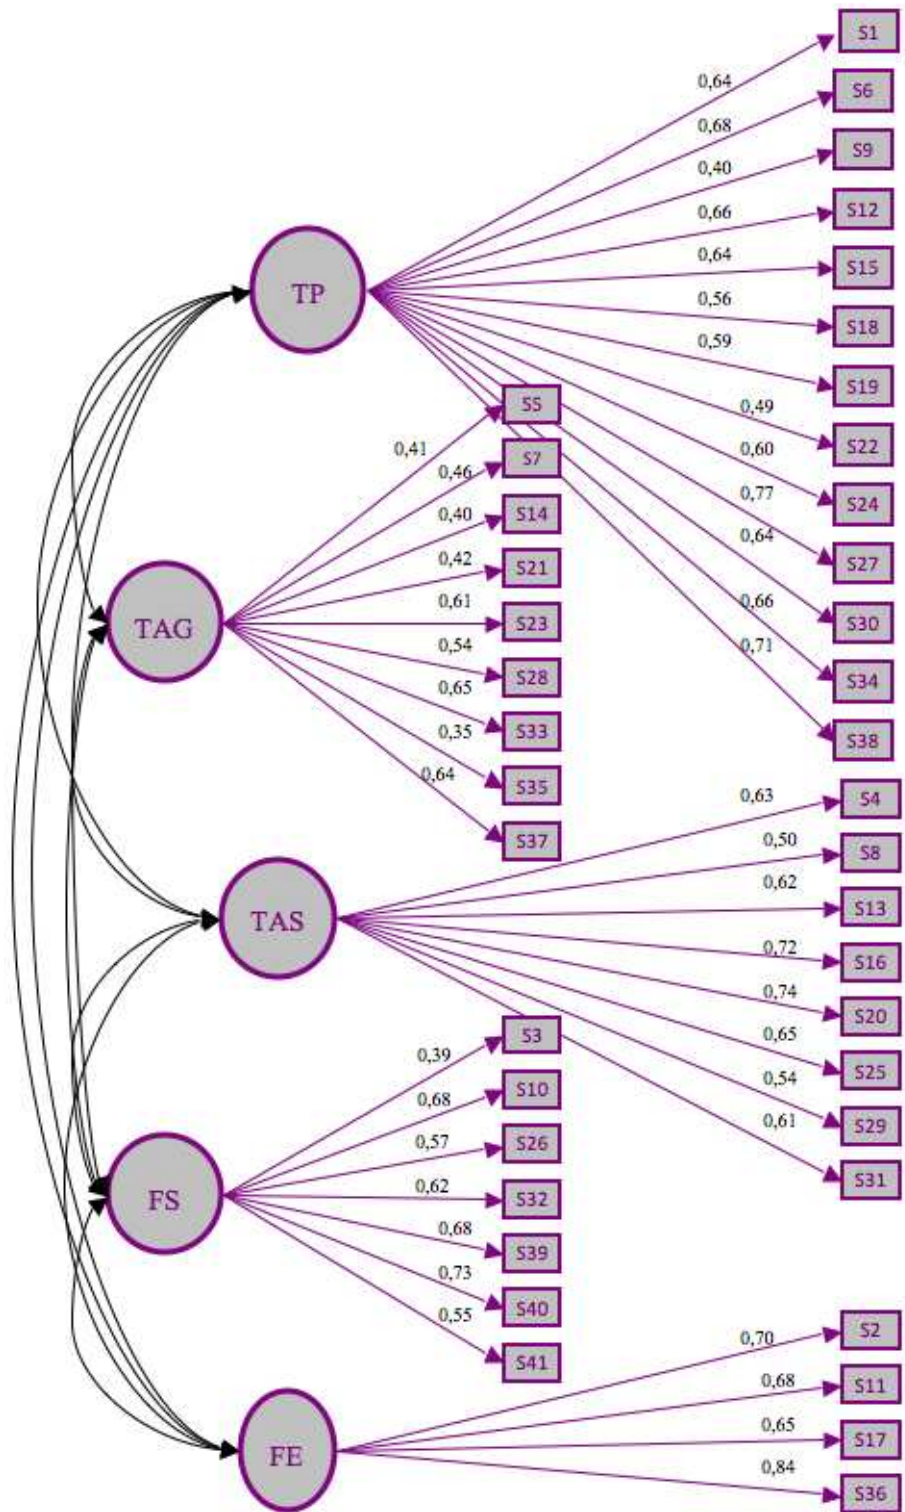 S1
0,64
S6
0,68
S9
0,40
S12
0,66
TP
0,64
S15
0,56
S18
0,59
S19
S5
0,49
S22
0,41
0,60
S7
0,46
0,77
S24
0,40
S14
0,64
S27
0,42
S21
0,66
S30
TAG
0,61
S23
0,71
S34
0,54
S28
0,65
S33
S38
0,35
S35
0,64
S37
0,63
S4
0,50
S8
0,62
S13
TAS
0,72
S16
0,74
S20
S3
0,65
S25
0,39
0,54
S10
0,68
0,61
S29
0,57
S26
S31
FS
0,62
S32
0,68
S39
0,73
S40
0,55
S41
0,70
S2
0,68
S11
FE
0,65
S17
0,84
S36